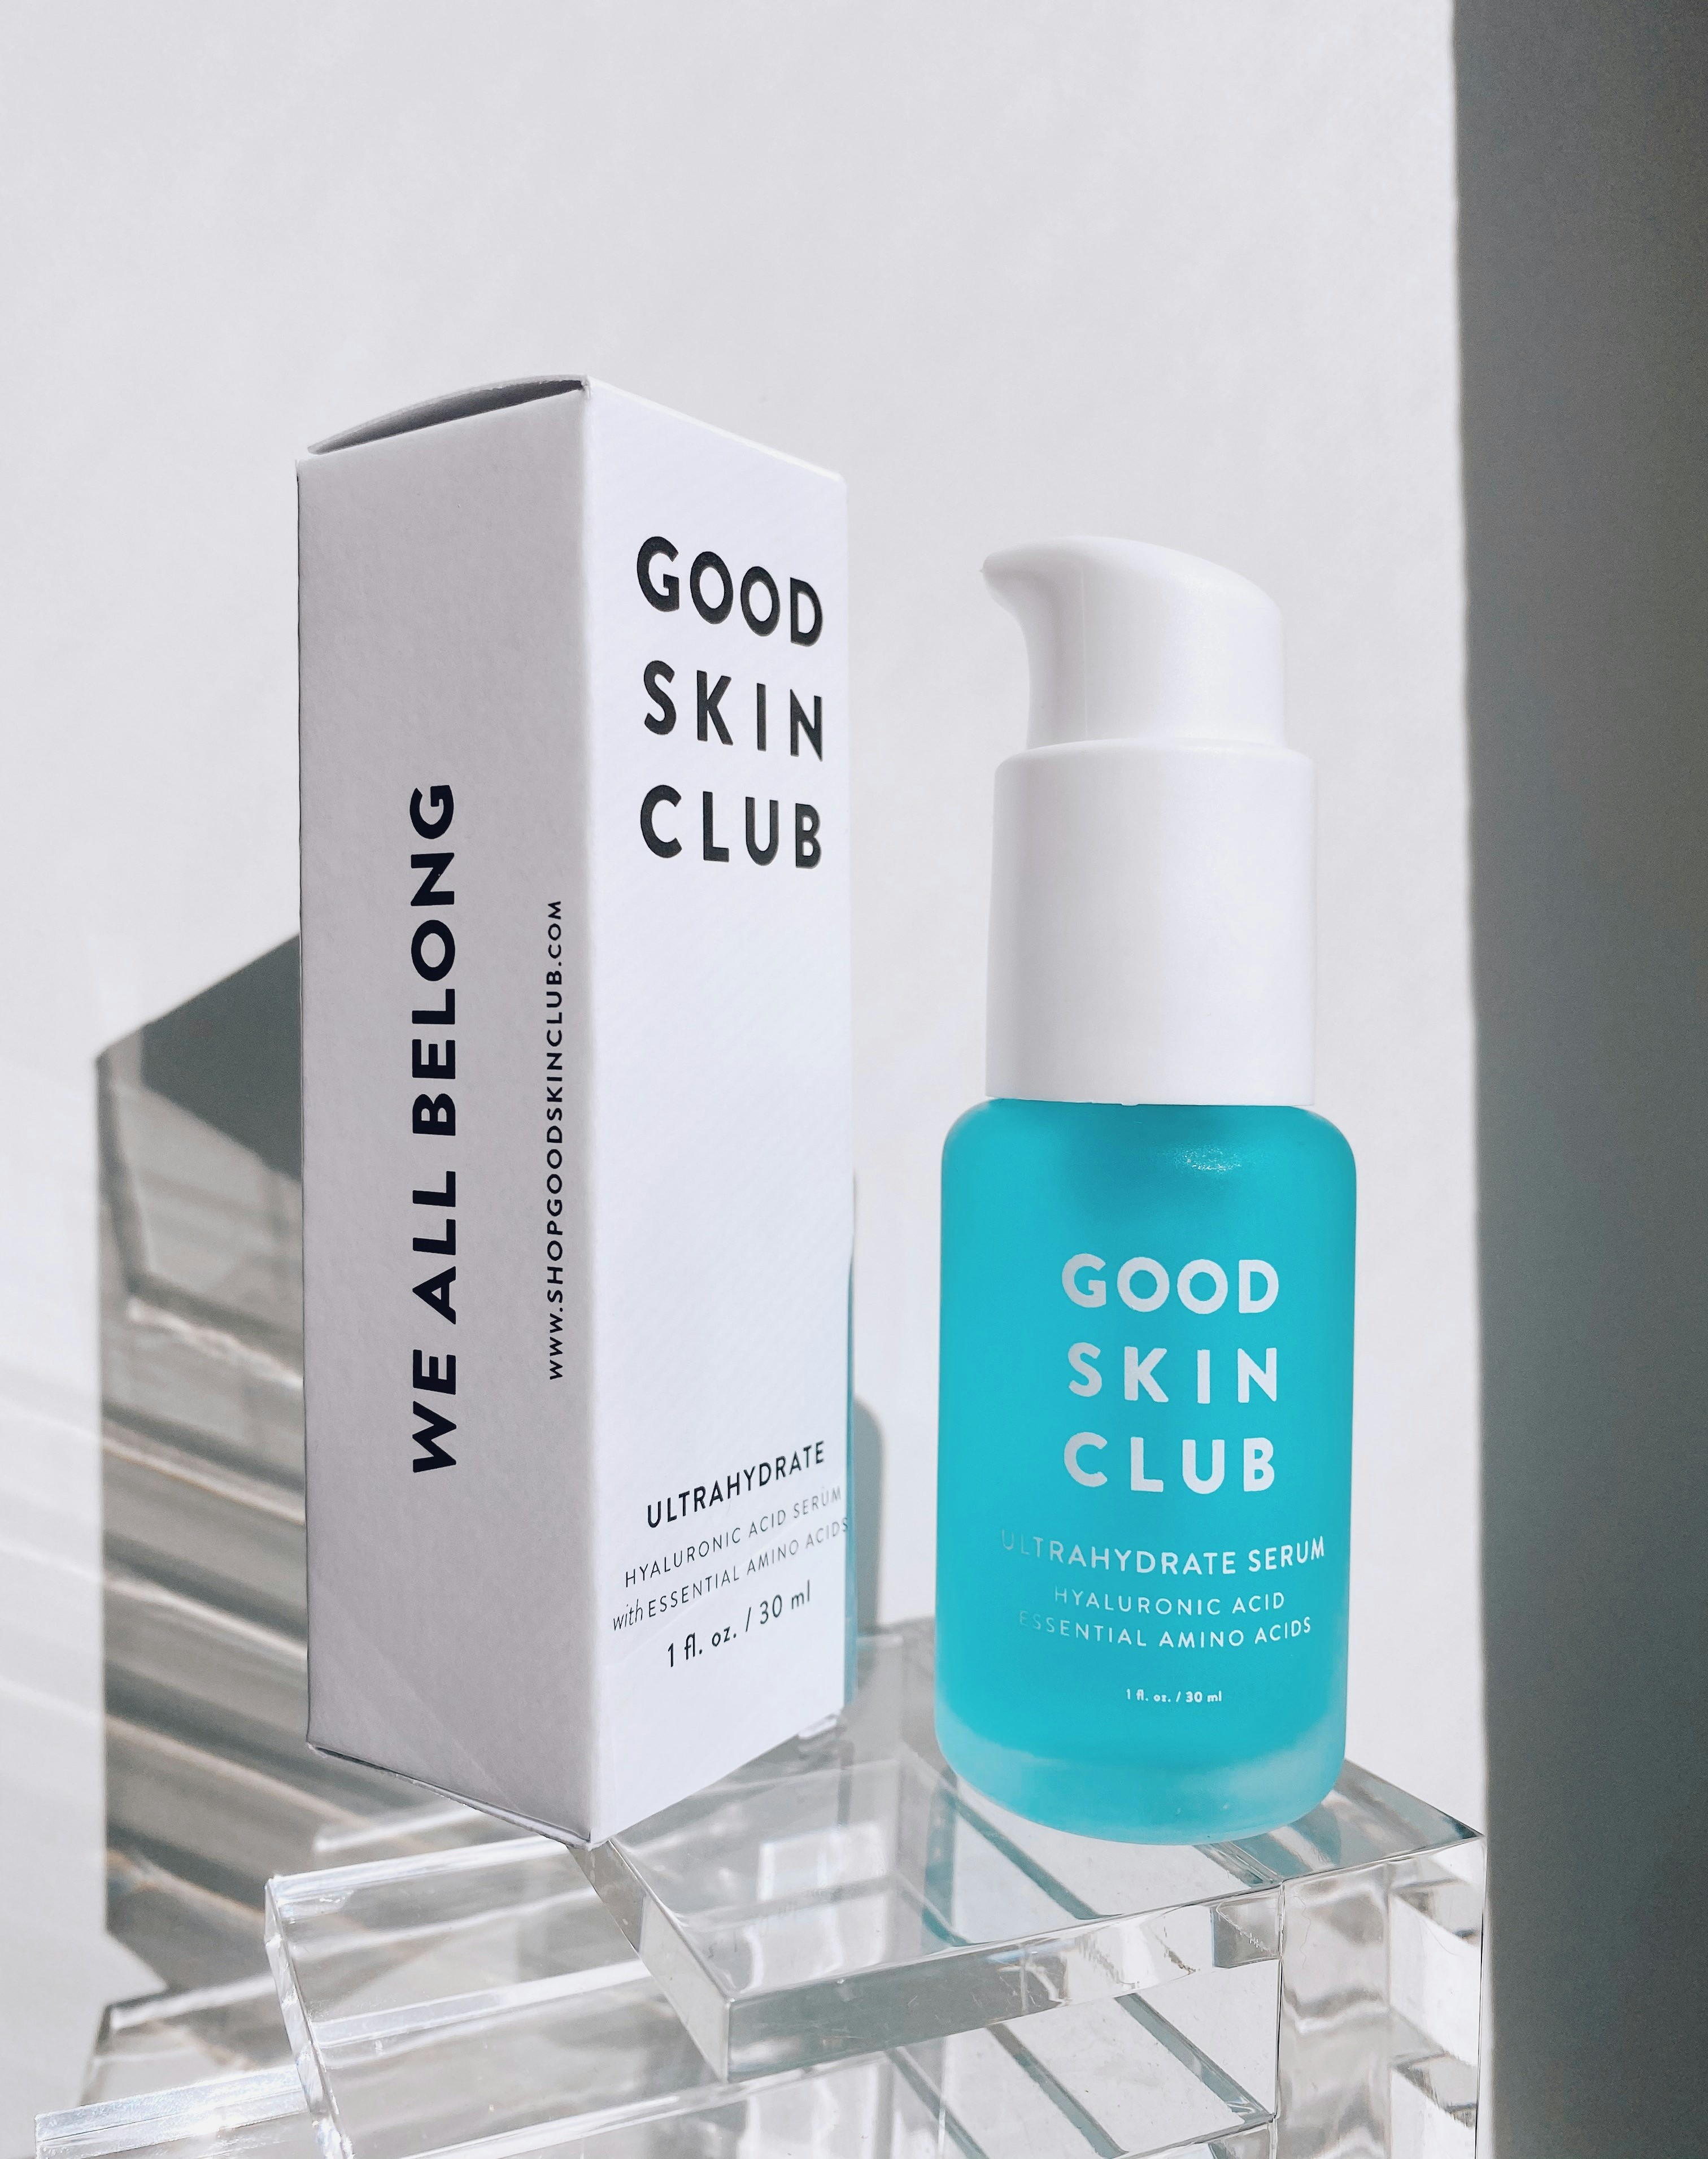 WE ALL BELONG
WWW.SHOPGOODSKINCLUB.COM
GOOD
SKIN
CLUB
ULTRAHYDRATE
HYALURONIC ACID SERUM
with ESSENTIAL AMINO ACIDS
1 fl. oz. / 30 ml
GOOD
SKIN
CLUB
ULTRAHYDRATE SERUM
HYALURONIC ACID
ESSENTIAL AMINO ACIDS
1 fl. oz. / 30 ml